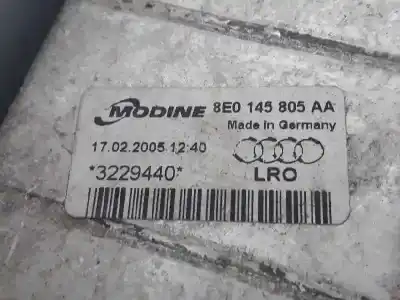 MODINE 8E0 145 805 AA
Made in Germany
17.02.2005 12:40
*3229440* LRO